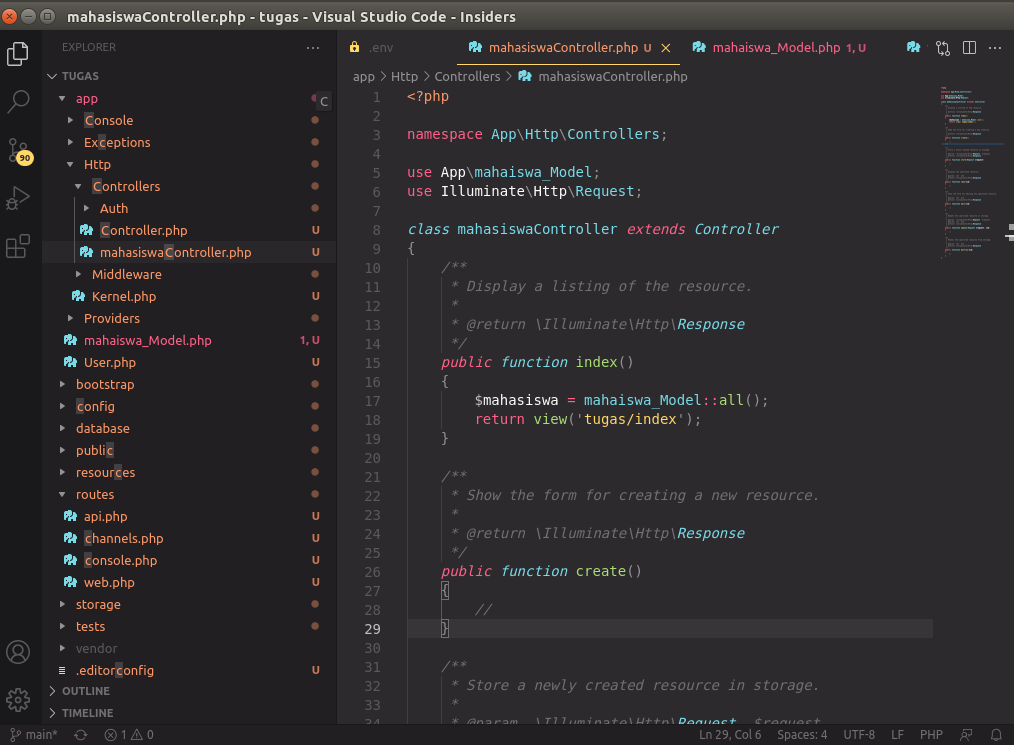 mahasiswaController.php - tugas - Visual Studio Code - Insiders
EXPLORER
TUGAS
app
C
Console
Exceptions
Http
Controllers
Auth
Controller.php U
mahasiswaController.php U
Middleware
Kernel.php U
Providers
mahaiswa_Model.php 1, U
User.php U
bootstrap
config
database
public
resources
routes
api.php U
channels.php U
console.php U
web.php U
storage
tests
vendor
.editorconfig U
OUTLINE
TIMELINE
90
.env
mahasiswaController.php U
mahaiswa_Model.php 1, U
app > Http > Controllers > mahasiswaController.php
1 <?php
2
3 namespace App\Http\Controllers;
4
5 use App\mahaiswa_Model;
6 use Illuminate\Http\Request;
7
8 class mahasiswaController extends Controller
9 {
10 /**
11 * Display a listing of the resource.
12 *
13 * @return \Illuminate\Http\Response
14 */
15 public function index()
16 {
17 $mahasiswa = mahaiswa_Model::all();
18 return view('tugas/index');
19 }
20
21 /**
22 * Show the form for creating a new resource.
23 *
24 * @return \Illuminate\Http\Response
25 */
26 public function create()
27 {
28 //
29 }
30
31 /**
32 * Store a newly created resource in storage.
33 *
34 * @param \Illuminate\Http\Request $request
main* 1 0 Ln 29, Col 6 Spaces: 4 UTF-8 LF PHP